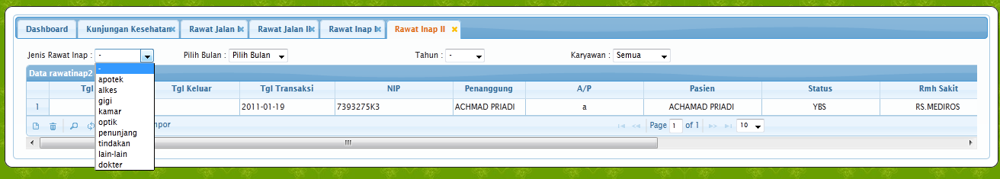 Dashboard Kunjungan Kesehatan Rawat Jalan I Rawat Jalan II Rawat Inap I Rawat Inap II
Jenis Rawat Inap : - Pilih Bulan : Pilih Bulan Tahun : - Karyawan : Semua
Data rawatinap2
-
Tgl Tgl Keluar Tgl Transaksi NIP Penanggung A/P Pasien Status Rmh Sakit
1 2011-01-19 7393275K3 ACHMAD PRIADI a ACHAMAD PRIADI YBS RS.MEDIROS
mpor Page 1 of 1 10
apotek
alkes
gigi
kamar
optik
penunjang
tindakan
lain-lain
dokter